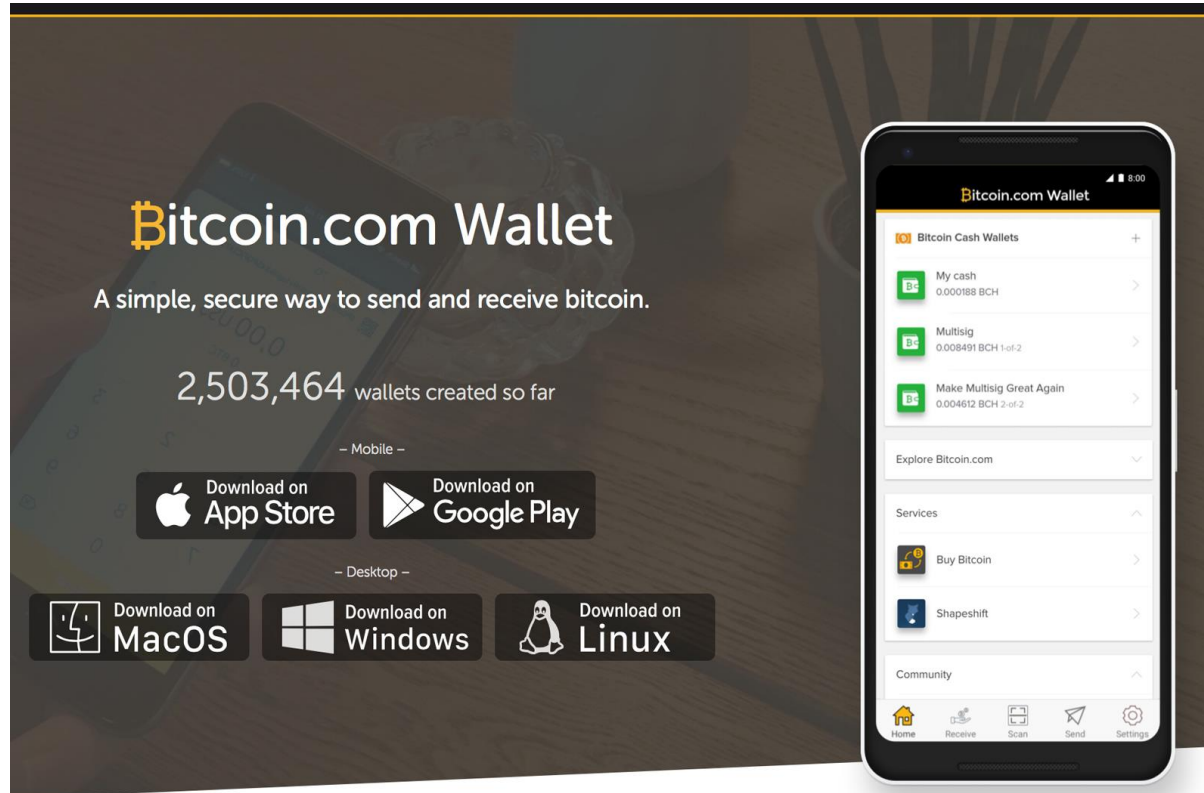 Bitcoin.com Wallet
A simple, secure way to send and receive bitcoin.
2,503,464 wallets created so far
– Mobile –
Download on
App Store
Download on
Google Play
– Desktop –
Download on
MacOS
Download on
Windows
Download on
Linux
8:00
Bitcoin.com Wallet
Bitcoin Cash Wallets +
My cash
0.000188 BCH
Multisig
0.008491 BCH 1-of-2
Make Multisig Great Again
0.004612 BCH 2-of-2
Explore Bitcoin.com
Services
Buy Bitcoin
Shapeshift
Community
Home Receive Scan Send Settings